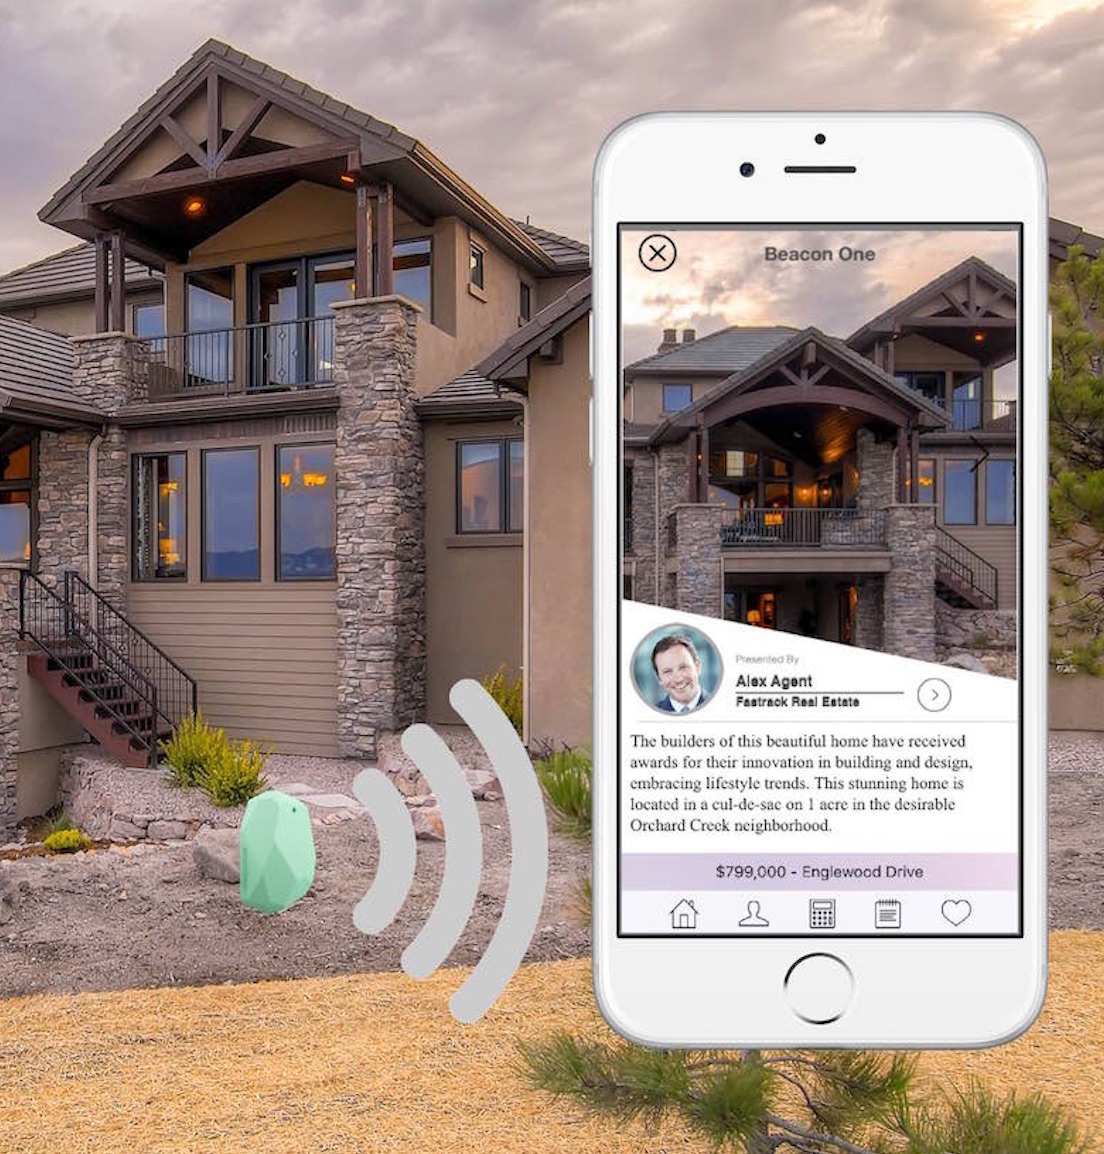 Beacon One
Presented By
Alex Agent
Fastrack Real Estate
The builders of this beautiful home have received
awards for their innovation in building and design,
embracing lifestyle trends. This stunning home is
located in a cul-de-sac on 1 acre in the desirable
Orchard Creek neighborhood.
$799,000 - Englewood Drive